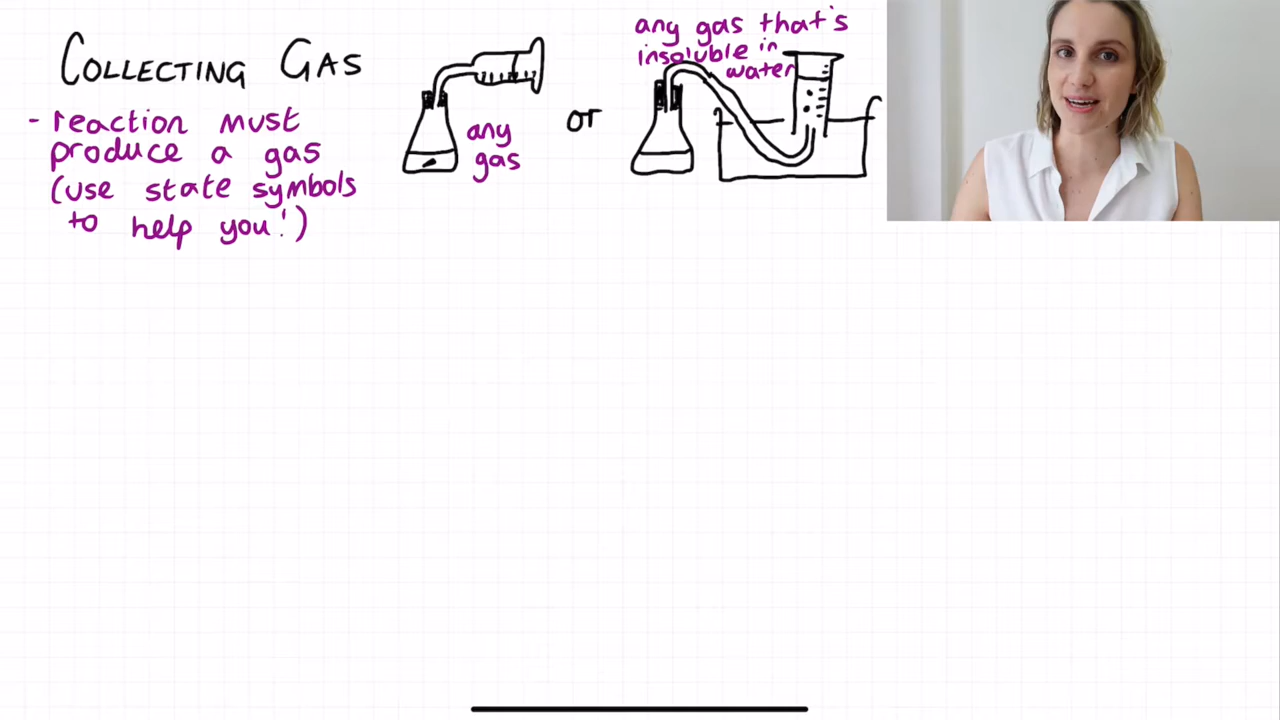 COLLECTING GAS
- reaction must
produce a gas
(use state symbols
to help you!)
any
gas
or
any gas that's
insoluble in
water